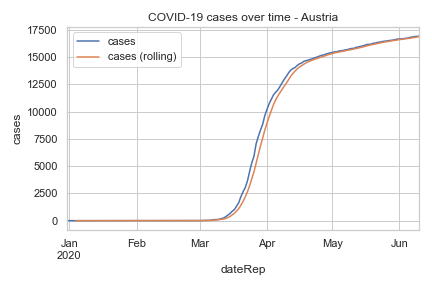 COVID-19 cases over time - Austria
cases
cases (rolling)
17500
15000
12500
10000
7500
5000
2500
0
cases
Jan
2020
Feb
Mar
Apr
May
Jun
dateRep